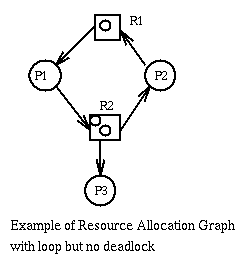 R1
P1
P2
R2
P3
Example of Resource Allocation Graph
with loop but no deadlock